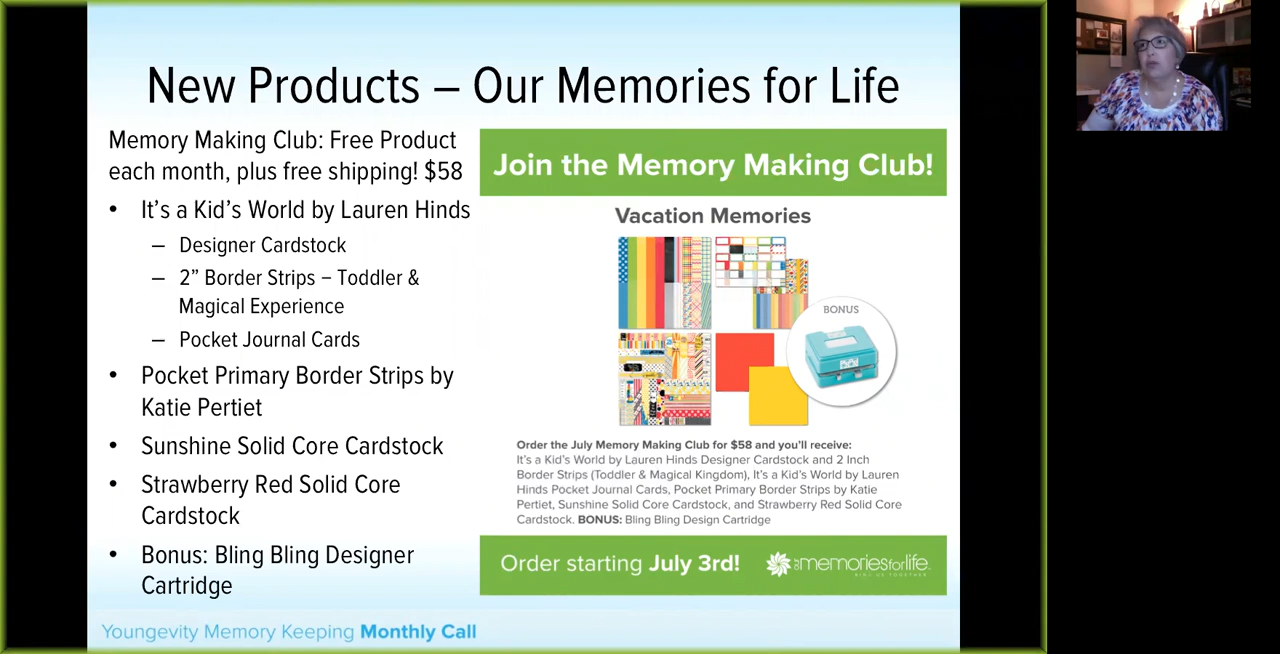 New Products – Our Memories for Life
Memory Making Club: Free Product
each month, plus free shipping! $58
• It’s a Kid’s World by Lauren Hinds
– Designer Cardstock
– 2” Border Strips – Toddler &
Magical Experience
– Pocket Journal Cards
• Pocket Primary Border Strips by
Katie Pertiet
• Sunshine Solid Core Cardstock
• Strawberry Red Solid Core
Cardstock
• Bonus: Bling Bling Designer
Cartridge
Join the Memory Making Club!
Vacation Memories
BONUS
Order the July Memory Making Club for $58 and you’ll receive:
It’s a Kid’s World by Lauren Hinds Designer Cardstock and 2 Inch
Border Strips (Toddler & Magical Kingdom), It’s a Kid’s World by Lauren
Hinds Pocket Journal Cards, Pocket Primary Border Strips by Katie
Pertiet, Sunshine Solid Core Cardstock, and Strawberry Red Solid Core
Cardstock. BONUS: Bling Bling Design Cartridge
Order starting July 3rd!
our memoriesforlife.
Youngevity Memory Keeping Monthly Call